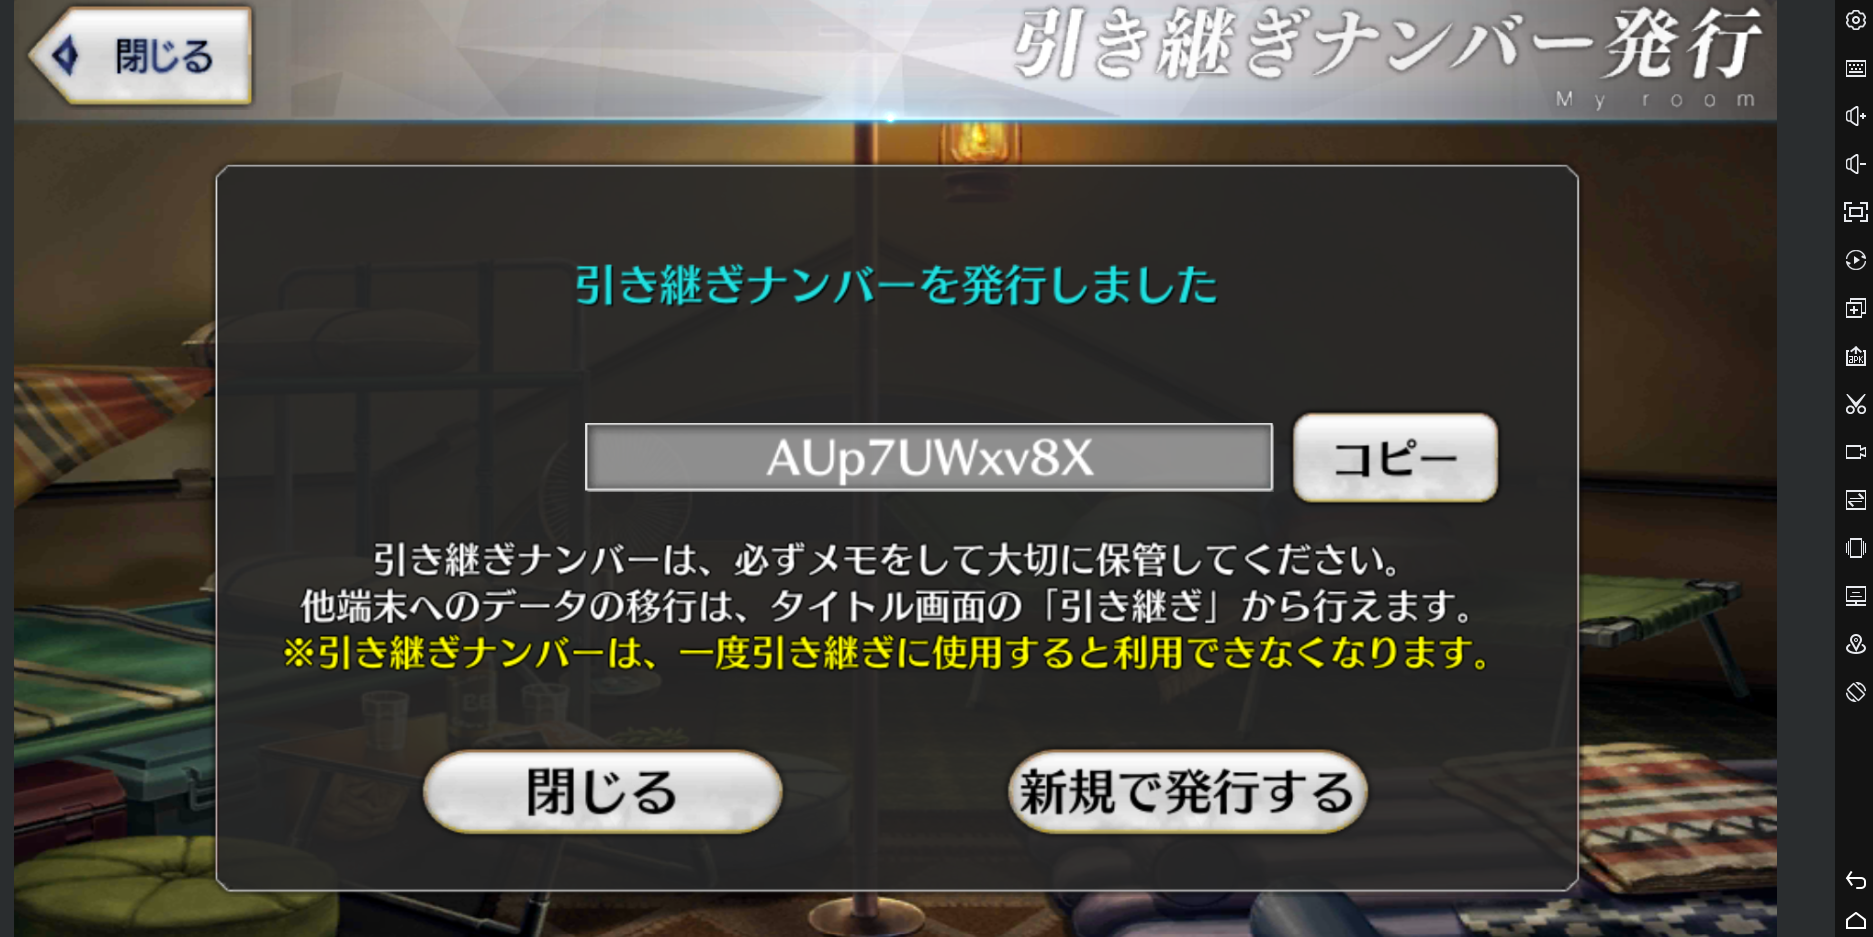 閉じる
引き継ぎナンバー発行
My room
引き継ぎナンバーを発行しました
AUp7UWxv8X
コピー
引き継ぎナンバーは、必ずメモをして大切に保管してください。
他端末へのデータの移行は、タイトル画面の「引き継ぎ」から行えます。
※引き継ぎナンバーは、一度引き継ぎに使用すると利用できなくなります。
閉じる
新規で発行する
APK